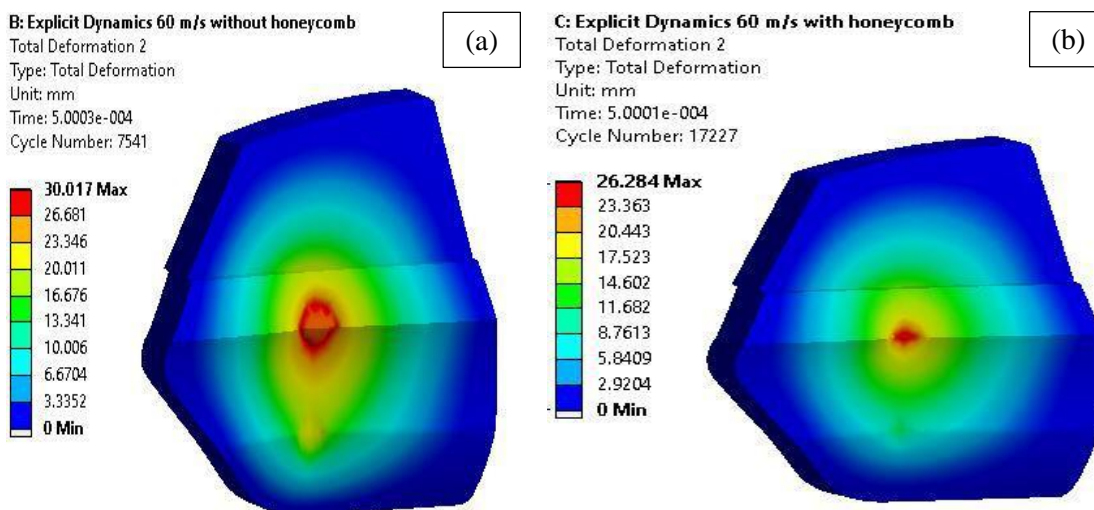 B: Explicit Dynamics 60 m/s without honeycomb
Total Deformation 2
Type: Total Deformation
Unit: mm
Time: 5.0003e-004
Cycle Number: 7541
(a)
30.017 Max
26.681
23.346
20.011
16.676
13.341
10.006
6.6704
3.3352
0 Min
C: Explicit Dynamics 60 m/s with honeycomb
Total Deformation 2
Type: Total Deformation
Unit: mm
Time: 5.0001e-004
Cycle Number: 17227
(b)
26.284 Max
23.363
20.443
17.523
14.602
11.682
8.7613
5.8409
2.9204
0 Min